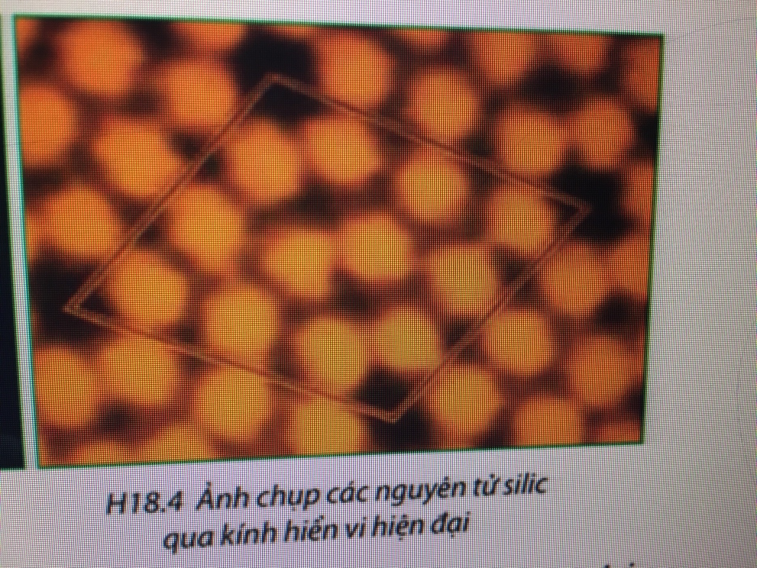 H18.4 Ảnh chụp các nguyên tử silic
qua kính hiển vi hiện đại